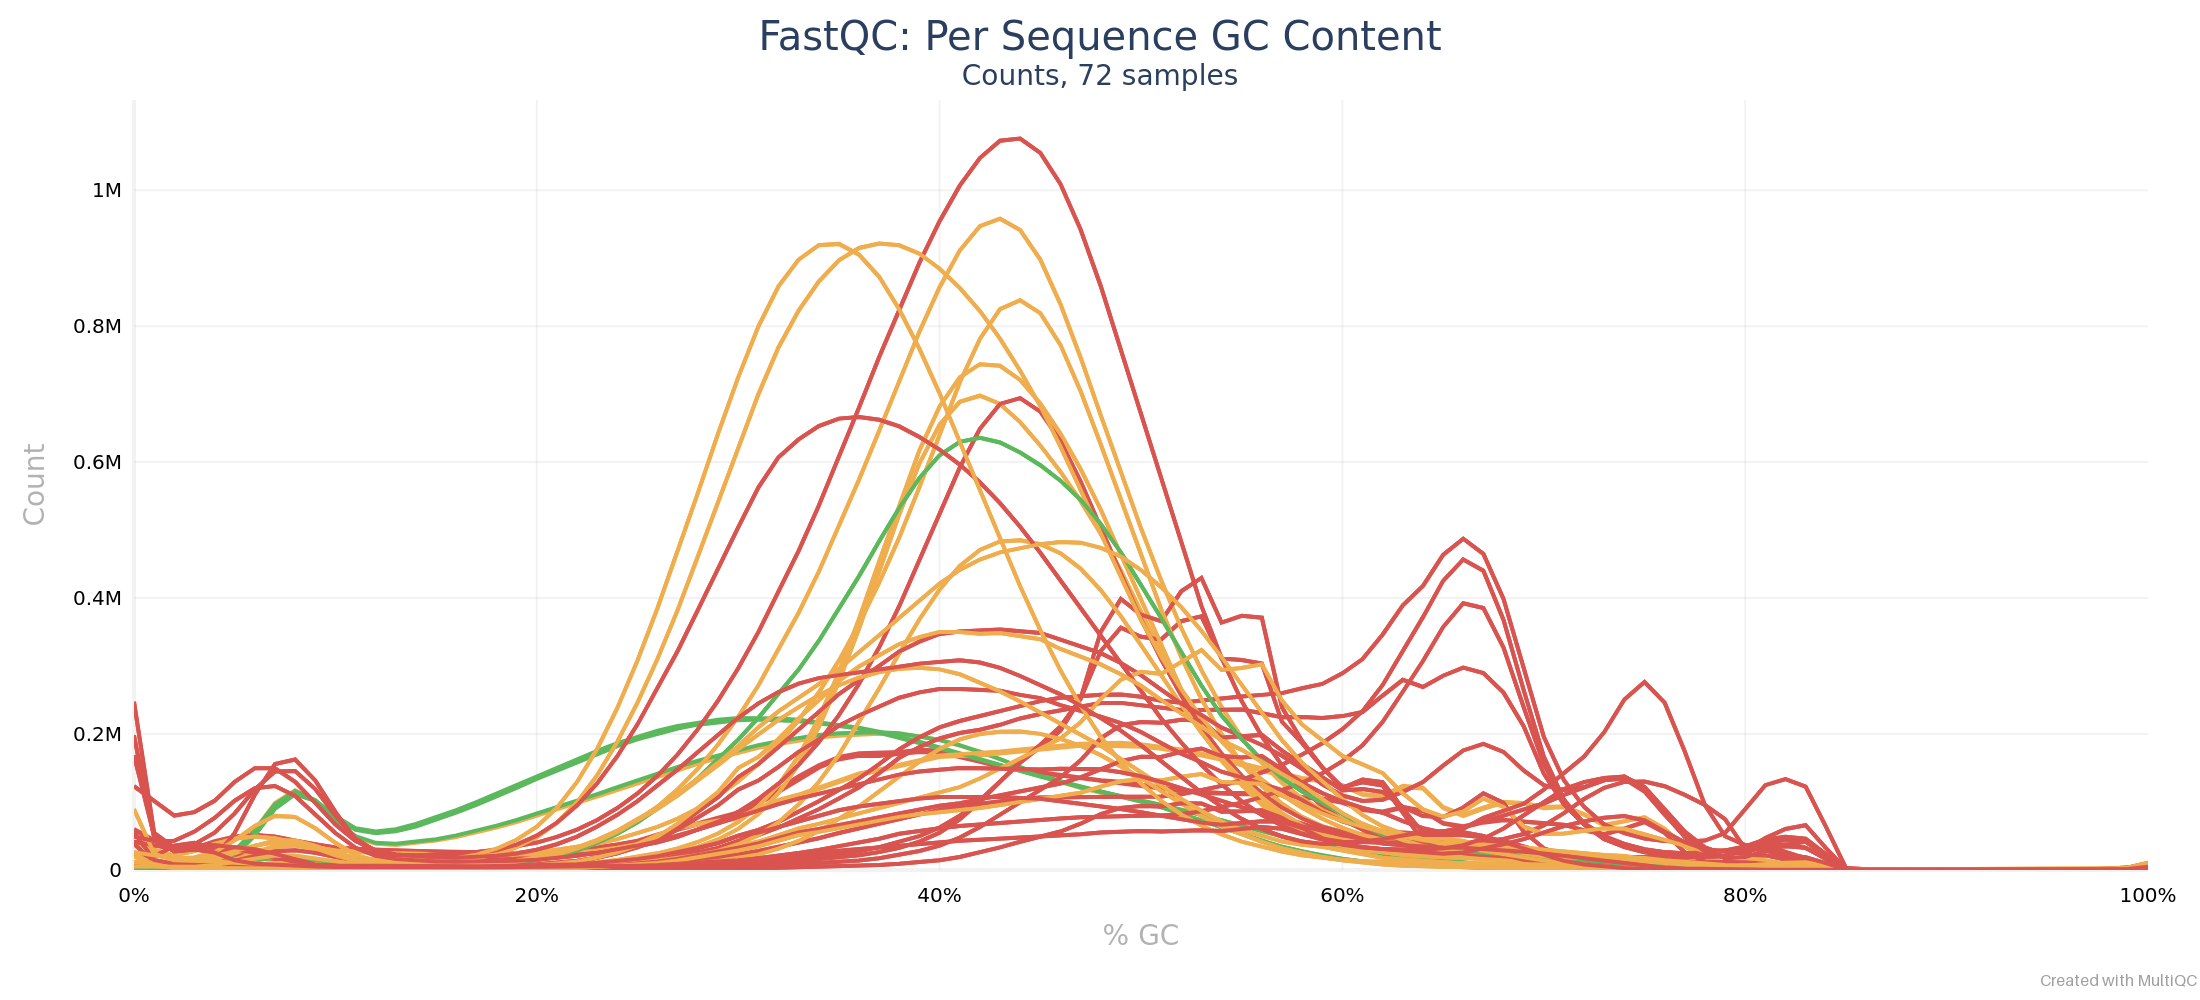 FastQC: Per Sequence GC Content
Counts, 72 samples
1M
0.8M
0.6M
0.4M
0.2M
0
Count
0%
20%
40%
60%
80%
100%
% GC
Created with MultiQC